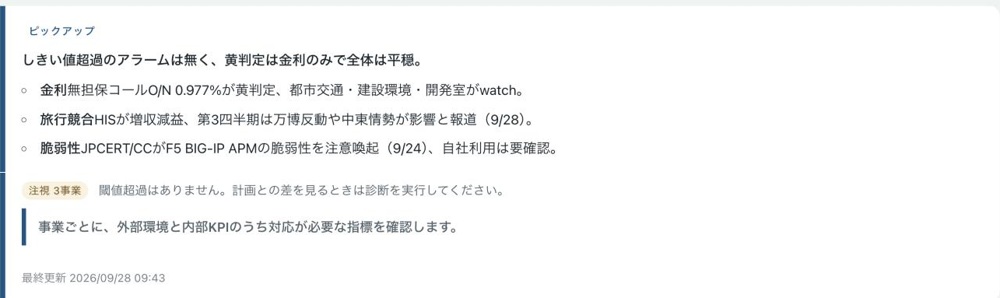 ピックアップ
しきい値超過のアラームは無く、黄判定は金利のみで全体は平穏。
金利無担保コールO/N 0.977%が黄判定、都市交通・建設環境・開発室がwatch。
旅行競合HISが増収減益、第3四半期は万博反動や中東情勢が影響と報道（9/28）。
脆弱性JPCERT/CCがF5 BIG-IP APMの脆弱性を注意喚起（9/24）、自社利用は要確認。
注視 3事業 閾値超過はありません。計画との差を見るときは診断を実行してください。
事業ごとに、外部環境と内部KPIのうち対応が必要な指標を確認します。
最終更新 2026/09/28 09:43